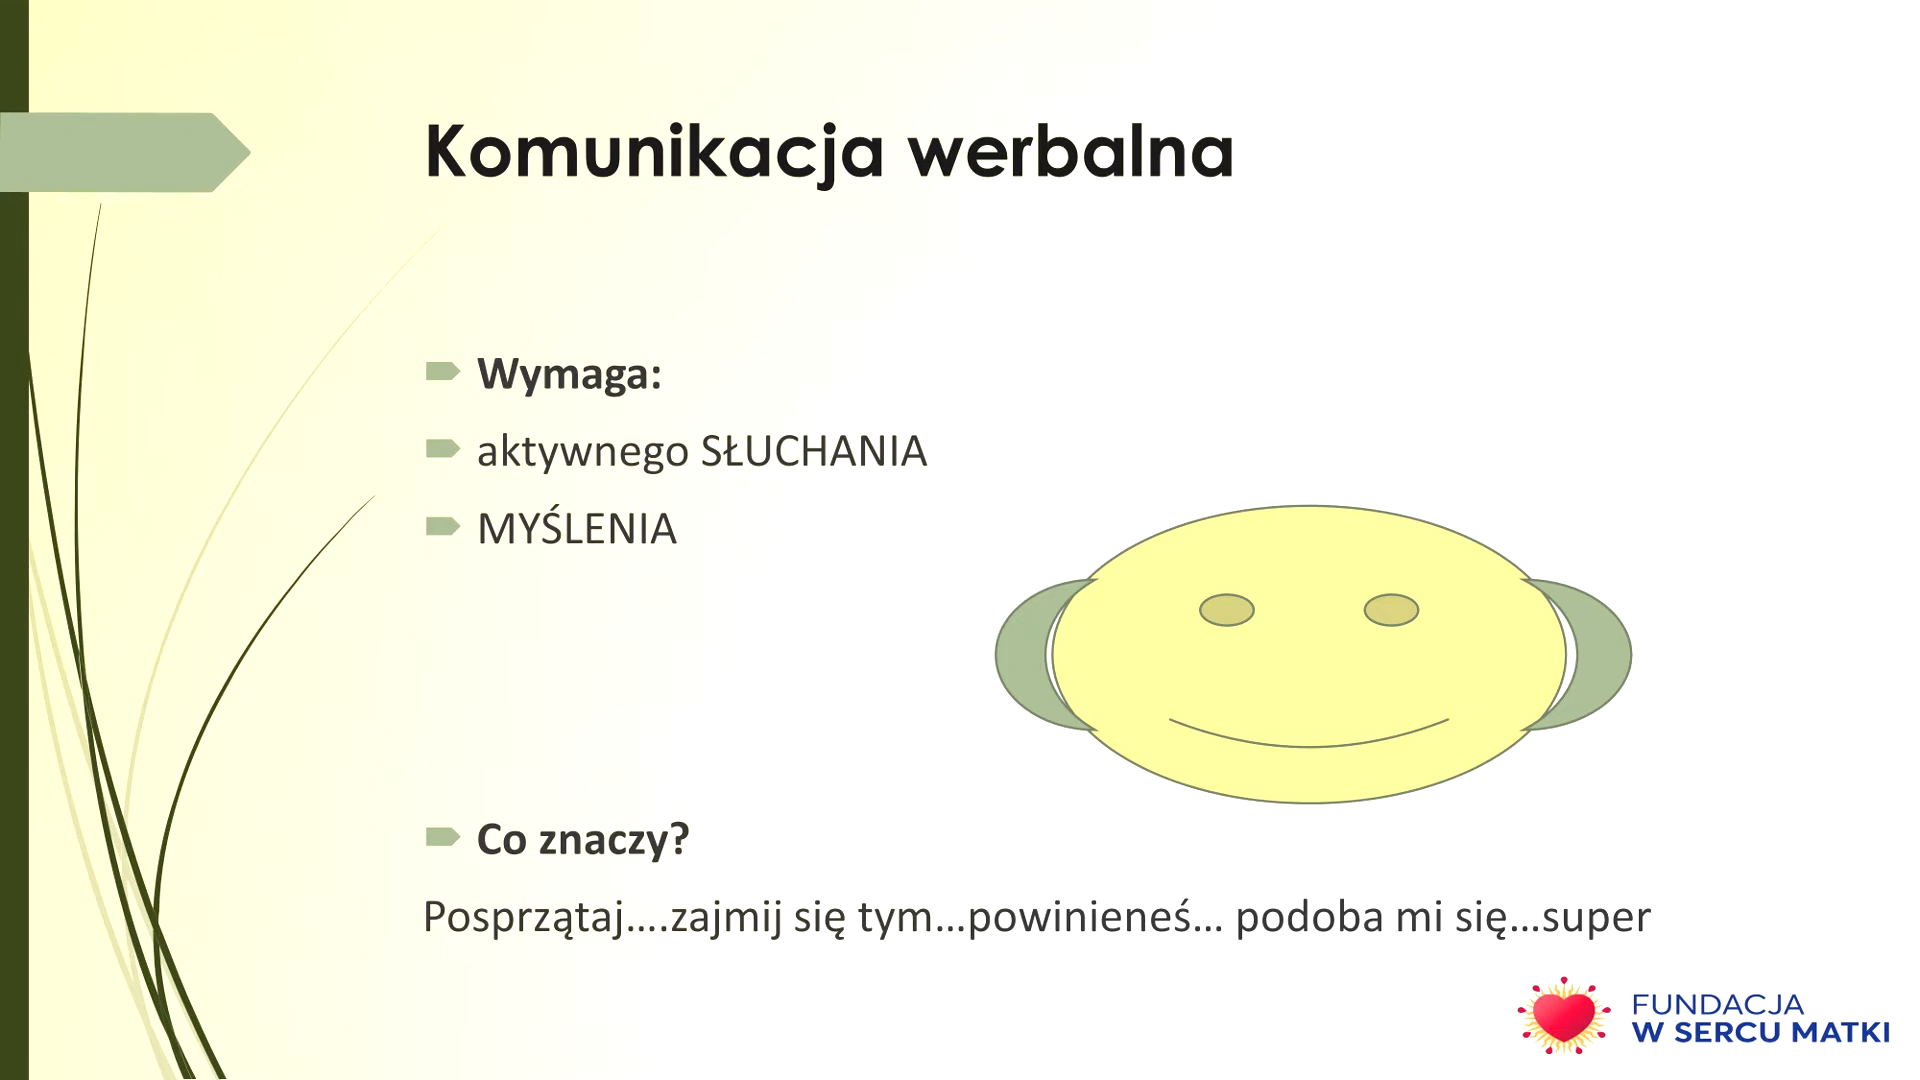 Komunikacja werbalna
Wymaga:
aktywnego SŁUCHANIA
MYŚLENIA
Co znaczy?
Posprzątaj....zajmij się tym...powinieneś... podoba mi się...super
FUNDACJA
W SERCU MATKI